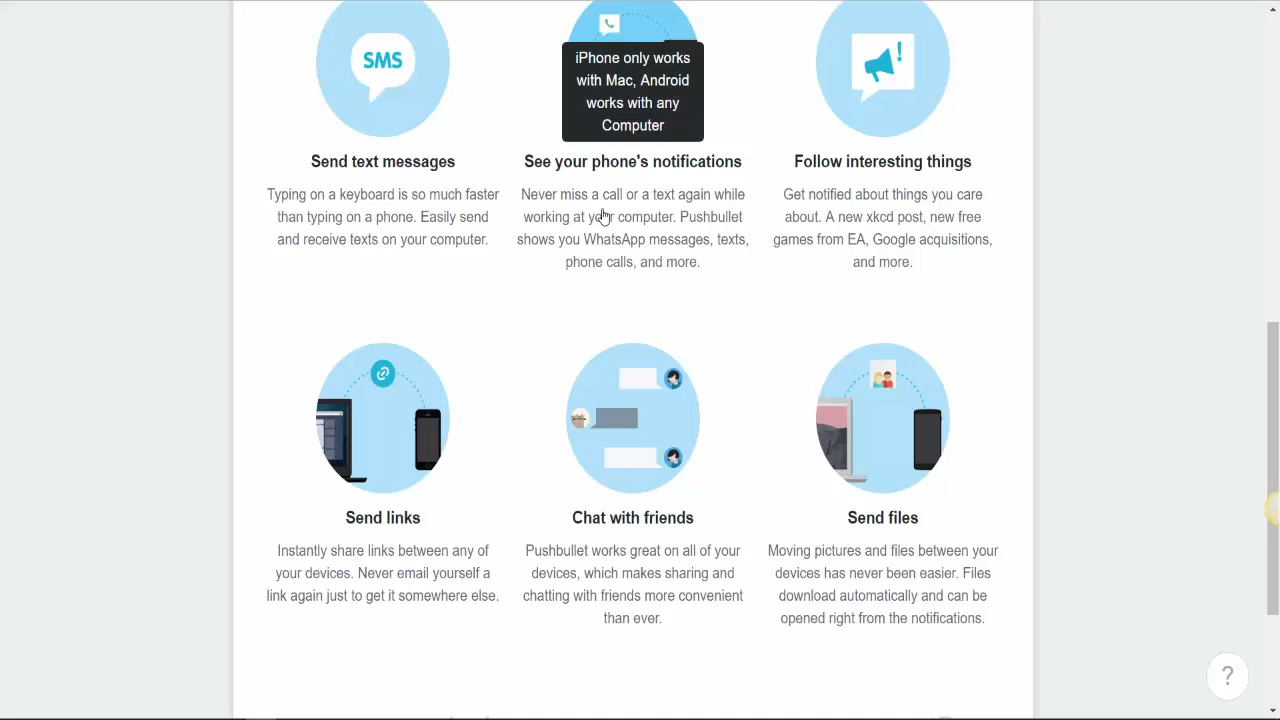 SMS
iPhone only works
with Mac, Android
works with any
Computer
!
Send text messages
Typing on a keyboard is so much faster
than typing on a phone. Easily send
and receive texts on your computer.
See your phone's notifications
Never miss a call or a text again while
working at your computer. Pushbullet
shows you WhatsApp messages, texts,
phone calls, and more.
Follow interesting things
Get notified about things you care
about. A new xkcd post, new free
games from EA, Google acquisitions,
and more.
Send links
Instantly share links between any of
your devices. Never email yourself a
link again just to get it somewhere else.
Chat with friends
Pushbullet works great on all of your
devices, which makes sharing and
chatting with friends more convenient
than ever.
Send files
Moving pictures and files between your
devices has never been easier. Files
download automatically and can be
opened right from the notifications.
?